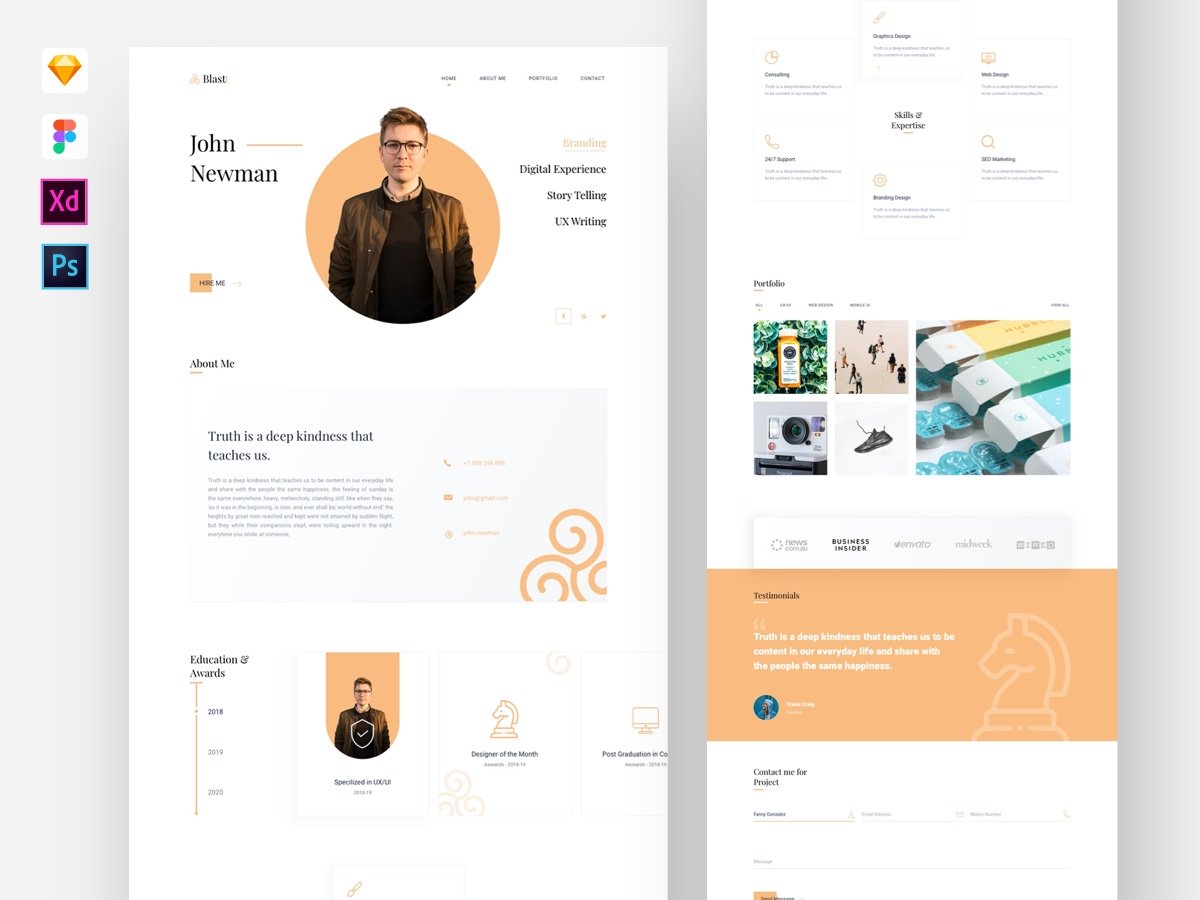 Xd
Ps
Blast
HOME
ABOUT ME
PORTFOLIO
CONTACT
John
Newman
Branding
Digital Experience
Story Telling
UX Writing
HIRE ME
About Me
Truth is a deep kindness that
teaches us.
Truth is a deep kindness that teaches us to be content in our everyday life
and share with the people the same happiness. the feeling of sunday is
the same everywhere: heavy, melancholy, standing still. like when they say,
'as it was in the beginning, is now, and ever shall be, world without end.' the
heights by great men reached and kept were not attained by sudden flight,
but they while their companions slept, were toiling upward in the night.
everytime you smile at someone,
+1 568 256 895
john@gmail.com
john newman
Education &
Awards
2018
2019
2020
Specilized in UX/UI
2018-19
Designer of the Month
Awwards - 2018-19
Post Graduation in Co
Awwards - 2018-19
Graphics Design
Truth is a deep kindness that teaches us
to be content in our everyday life.
Consulting
Truth is a deep kindness that teaches us
to be content in our everyday life.
Web Design
Truth is a deep kindness that teaches us
to be content in our everyday life.
Skills &
Expertise
24/7 Support
Truth is a deep kindness that teaches us
to be content in our everyday life.
SEO Marketing
Truth is a deep kindness that teaches us
to be content in our everyday life.
Branding Design
Truth is a deep kindness that teaches us
to be content in our everyday life.
Portfolio
ALL
UX/UI
WEB DESIGN
MOBILE UI
VIEW ALL
HUBBLE
HUBB
Polaroid
news
com.au
BUSINESS
INSIDER
envato
midweek
WIRED
Testimonials
Truth is a deep kindness that teaches us to be
content in our everyday life and share with
the people the same happiness.
Travis Craig
Contact me for
Project
Fanny Gonzalez
Email Address
Mobile Number
Message
Send Message